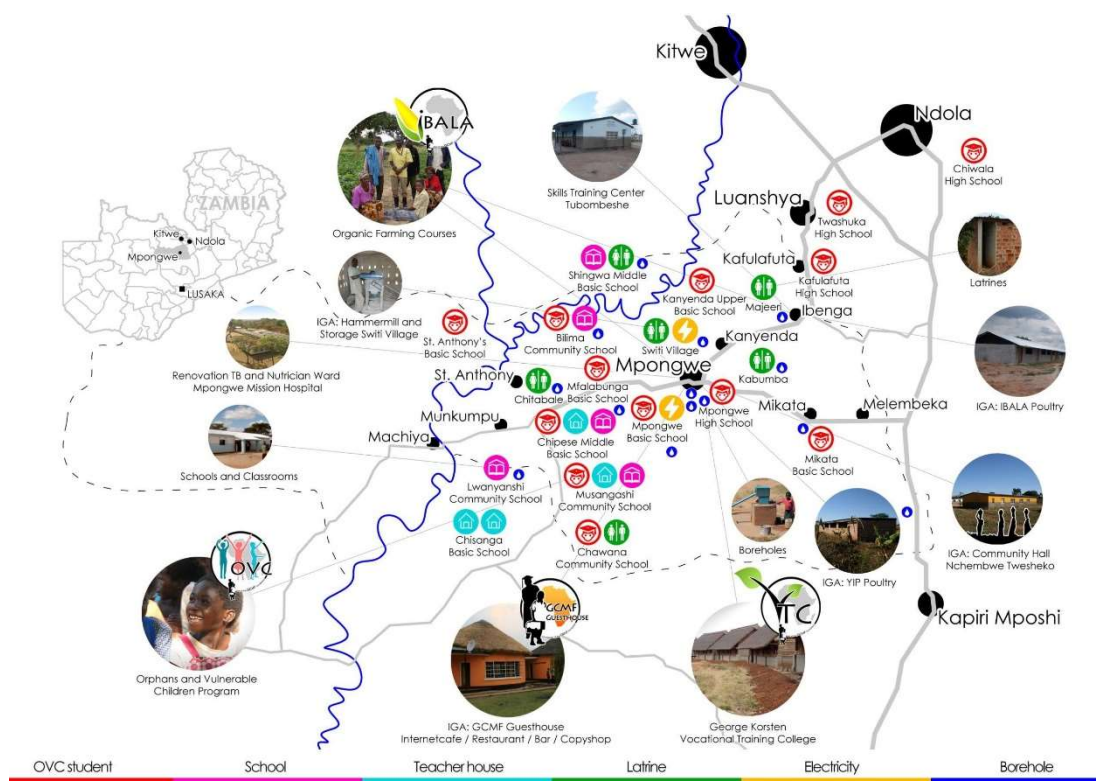 Kitwe
Ndola
iBALA
Chiwala
High School
Skills Training Center
Tubombeshe
ZAMBIA
Kitwe
Ndola
Mpongwe
LUSAKA
Organic Farming Courses
Luanshya
Twashuka
High School
Latrines
Kafulafuta
Shingwa Middle
Basic School
Kanyenda Upper
Basic School
Majeeri
Kafulafuta
High School
Ibenga
IGA: Hammermill and
Storage Switi Village
St. Anthony's
Basic School
Bilima
Community School
Switi Village
Kanyenda
Renovation TB and Nutrician Ward
Mpongwe Mission Hospital
St. Anthony
Chitabale
Mfalabunga
Basic School
Mpongwe
Kabumba
IGA: IBALA Poultry
Munkumpu
Machiya
Chipese Middle
Basic School
Mpongwe
Basic School
Mpongwe
High School
Mikata
Melembeka
Mikata
Basic School
Schools and Classrooms
Lwanyanshi
Community School
Musangashi
Community School
Chisanga
Basic School
Chawana
Community School
Boreholes
IGA: YIP Poultry
IGA: Community Hall
Nchembwe Twesheko
OVC
GCMF
GUESTHOUSE
YTC
Kapiri Mposhi
Orphans and Vulnerable
Children Program
IGA: GCMF Guesthouse
Internetcafe / Restaurant / Bar / Copyshop
George Korsten
Vocational Training College
OVC student
School
Teacher house
Latrine
Electricity
Borehole